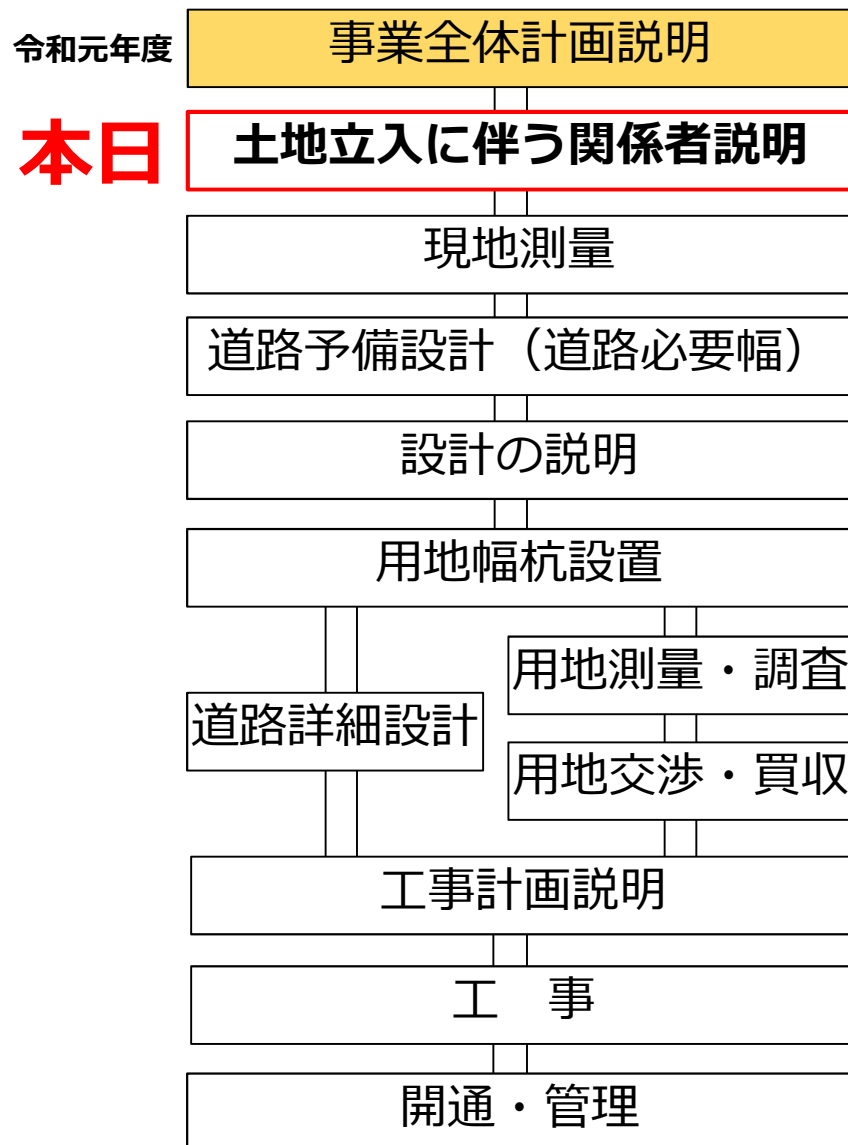 令和元年度
事業全体計画説明
本日
土地立入に伴う関係者説明
現地測量
道路予備設計（道路必要幅）
設計の説明
用地幅杭設置
用地測量・調査
道路詳細設計
用地交渉・買収
工事計画説明
工　事
開通・管理